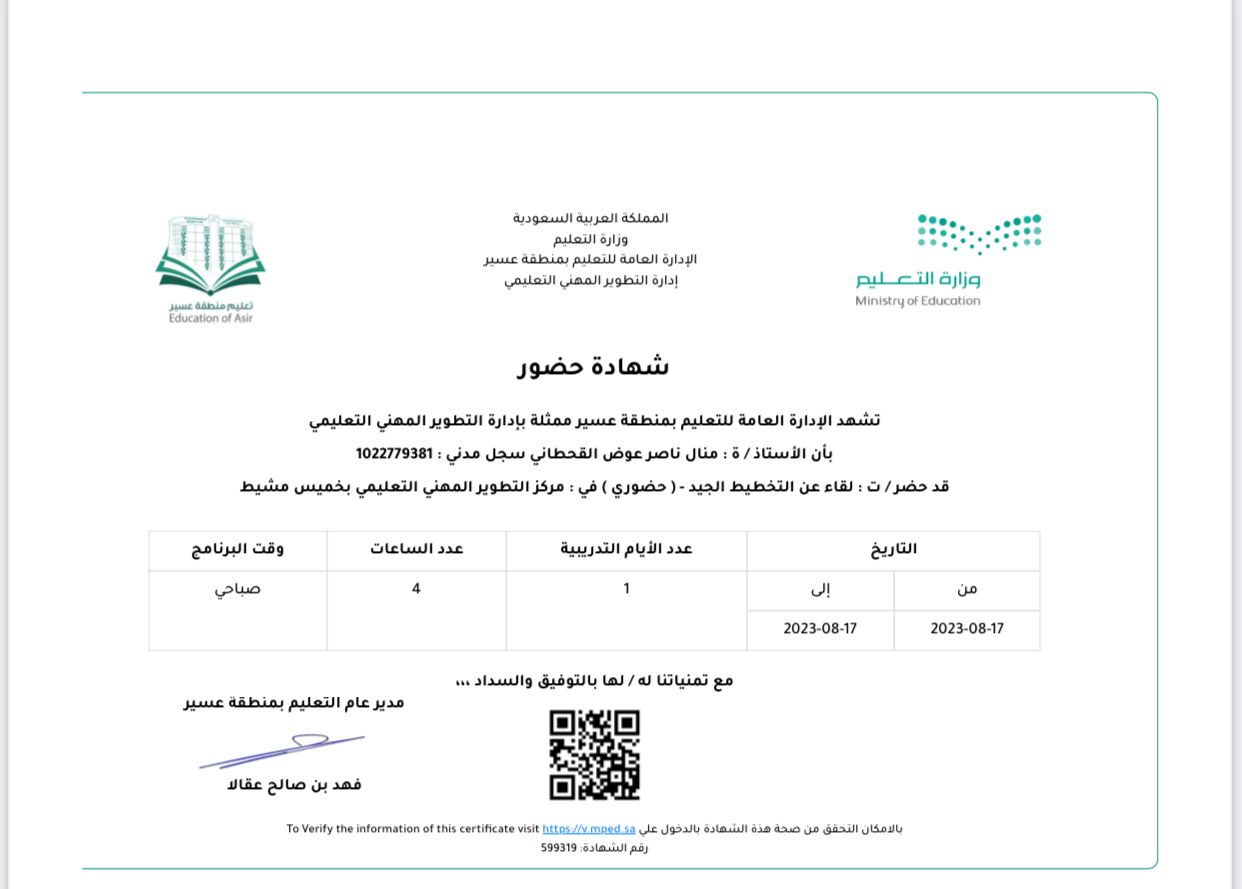 المملكة العربية السعودية
وزارة التعليم
الإدارة العامة للتعليم بمنطقة عسير
إدارة التطوير المهني التعليمي
وزارة التعـــليم
Ministry of Education
تعليم منطقة عسير
Education of Asir
شهادة حضور
تشهد الإدارة العامة للتعليم بمنطقة عسير ممثلة بإدارة التطوير المهني التعليمي
بأن الأستاذ / ة : منال ناصر عوض القحطاني سجل مدني : 1022779381
قد حضر / ت : لقاء عن التخطيط الجيد - ( حضوري ) في : مركز التطوير المهني التعليمي بخميس مشيط
التاريخ عدد الأيام التدريبية عدد الساعات وقت البرنامج
من إلى 1 4 صباحي
2023-08-17 2023-08-17
مع تمنياتنا له / لها بالتوفيق والسداد ،،،
مدير عام التعليم بمنطقة عسير
فهد بن صالح عقالا
بالامكان التحقق من صحة هذة الشهادة بالدخول علي To Verify the information of this certificate visit https://v.mped.sa
رقم الشهادة: 599319